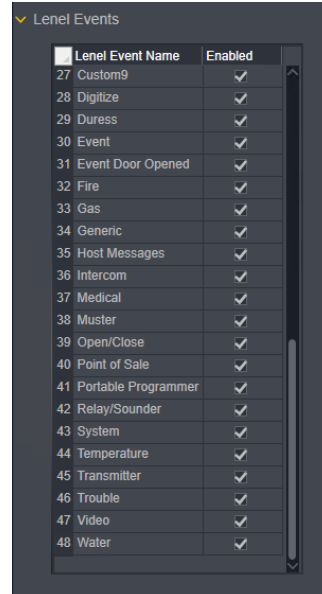 Lenel Events
Lenel Event Name Enabled
27 Custom9
28 Digitize
29 Duress
30 Event
31 Event Door Opened
32 Fire
33 Gas
34 Generic
35 Host Messages
36 Intercom
37 Medical
38 Muster
39 Open/Close
40 Point of Sale
41 Portable Programmer
42 Relay/Sounder
43 System
44 Temperature
45 Transmitter
46 Trouble
47 Video
48 Water